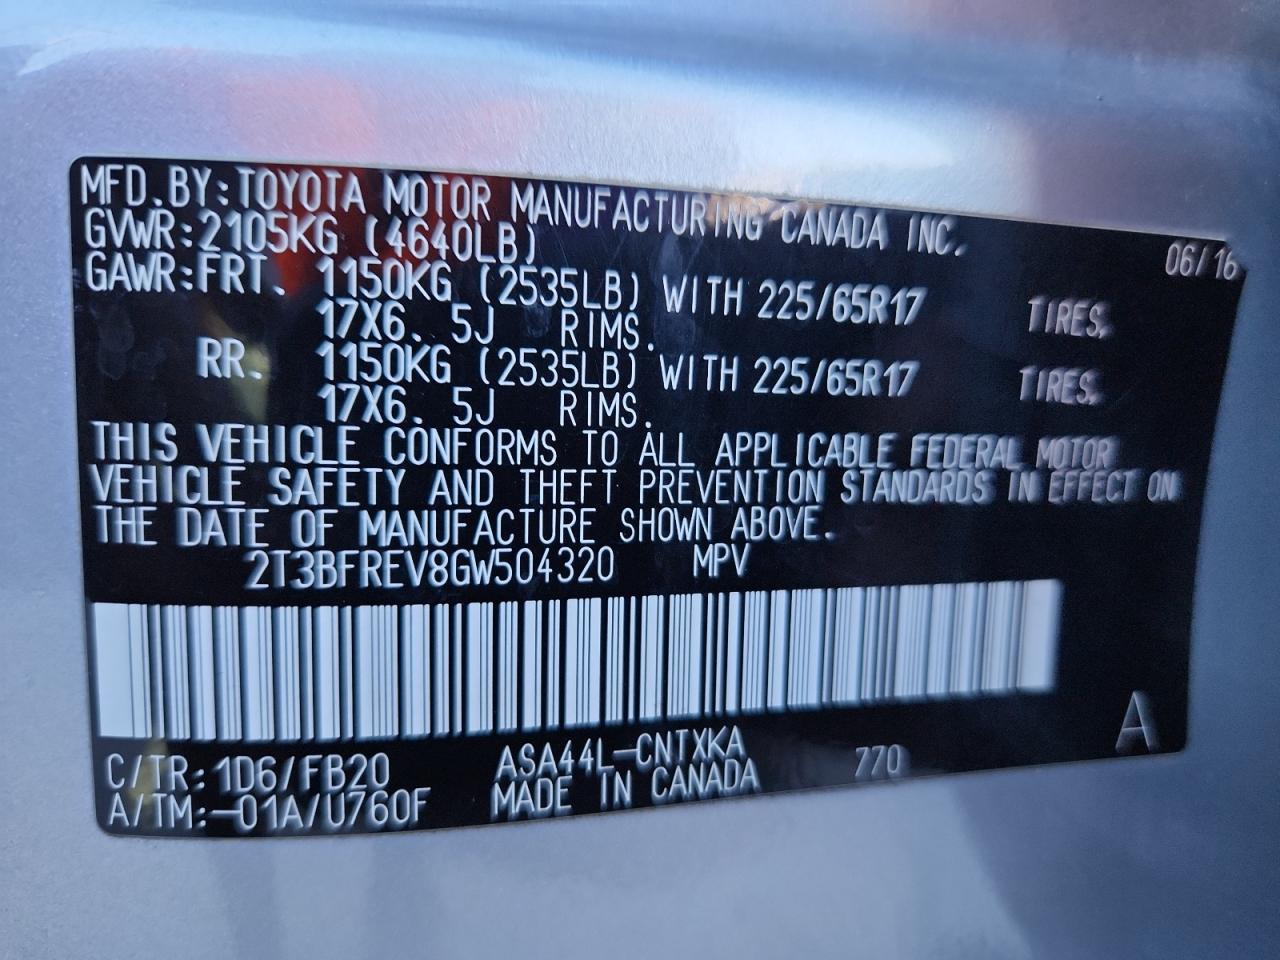 MFD.BY:TOYOTA MOTOR MANUFACTURING CANADA INC.
GVWR:2105KG (4640LB) 06/16
GAWR:FRT. 1150KG (2535LB) WITH 225/65R17 TIRES,
17X6. 5J RIMS.
RR. 1150KG (2535LB) WITH 225/65R17 TIRES,
17X6. 5J RIMS.
THIS VEHICLE CONFORMS TO ALL APPLICABLE FEDERAL MOTOR
VEHICLE SAFETY AND THEFT PREVENTION STANDARDS IN EFFECT ON
THE DATE OF MANUFACTURE SHOWN ABOVE.
2T3BFREV8GW504320 MPV
A
C/TR:1D6/FB20 ASA44L-CNTXKA 770
A/TM:-01A/U760F MADE IN CANADA